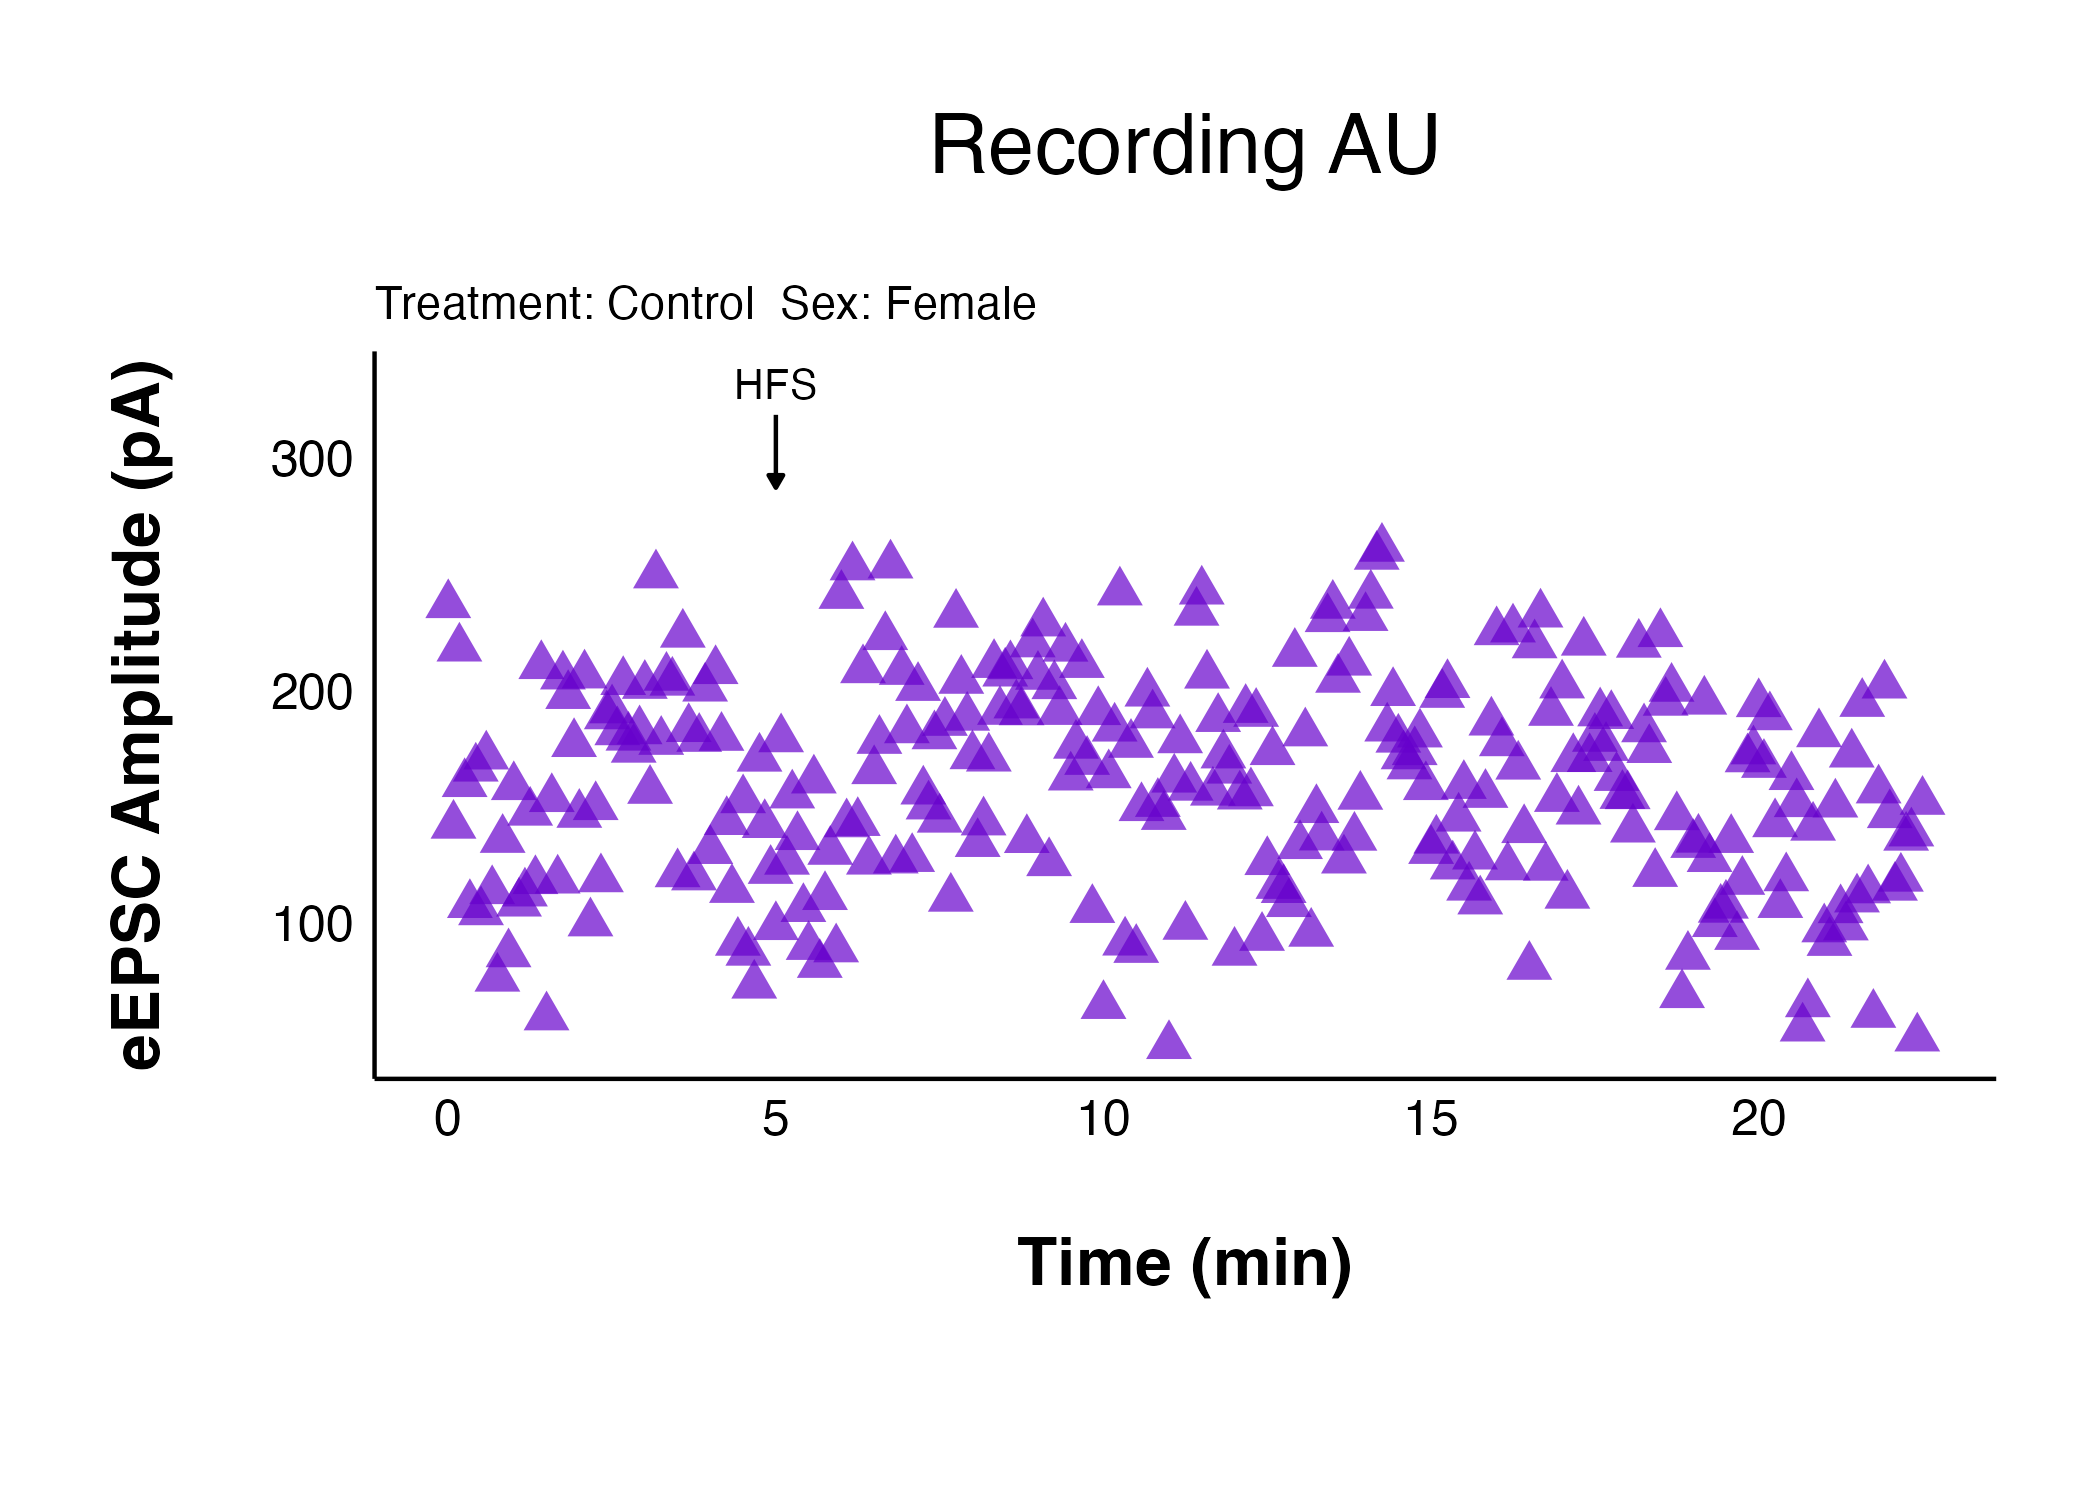 Recording AU
Treatment: Control  Sex: Female
HFS
eEPSC Amplitude (pA)
300
200
100
0 5 10 15 20
Time (min)